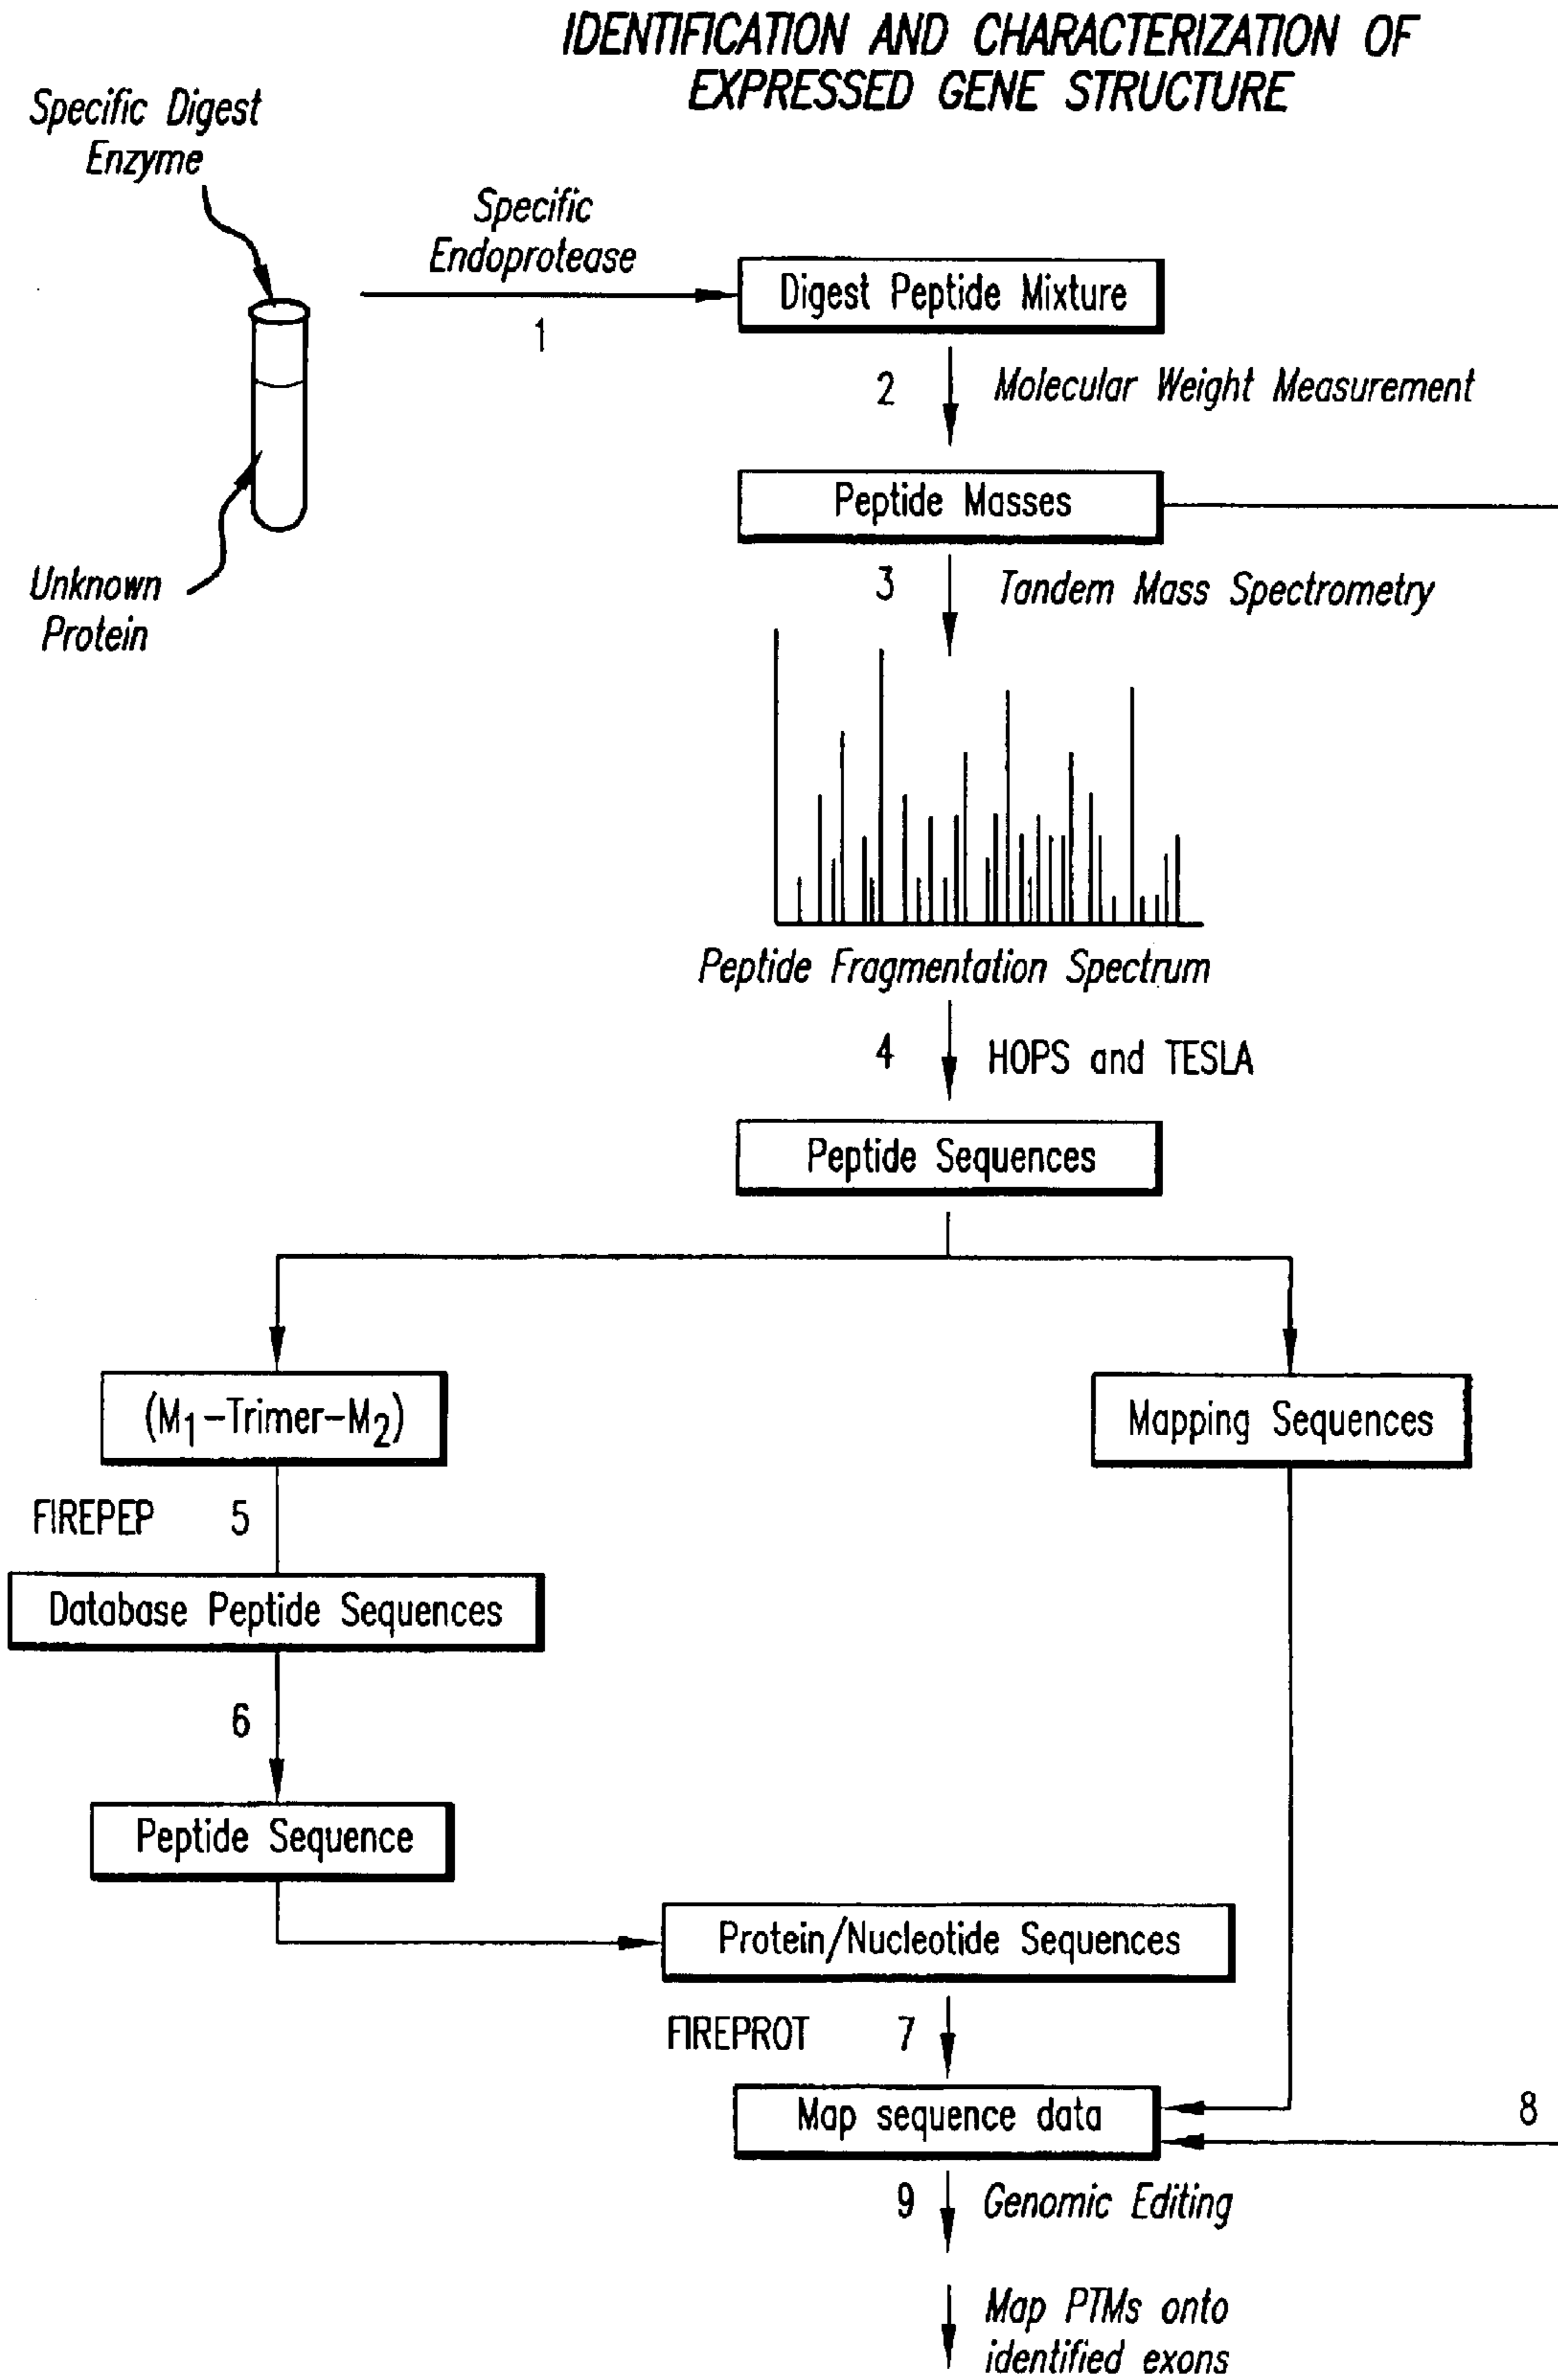 IDENTIFICATION AND CHARACTERIZATION OF
EXPRESSED GENE STRUCTURE
Specific Digest
Enzyme
Specific
Endoprotease
1
Digest Peptide Mixture
2
Molecular Weight Measurement
Peptide Masses
Unknown
Protein
3
Tandem Mass Spectrometry
Peptide Fragmentation Spectrum
4
HOPS and TESLA
Peptide Sequences
(M1-Trimer-M2)
Mapping Sequences
FIREPEP
5
Database Peptide Sequences
6
Peptide Sequence
Protein/Nucleotide Sequences
FIREPROT
7
Map sequence data
8
9
Genomic Editing
Map PTMs onto
identified exons